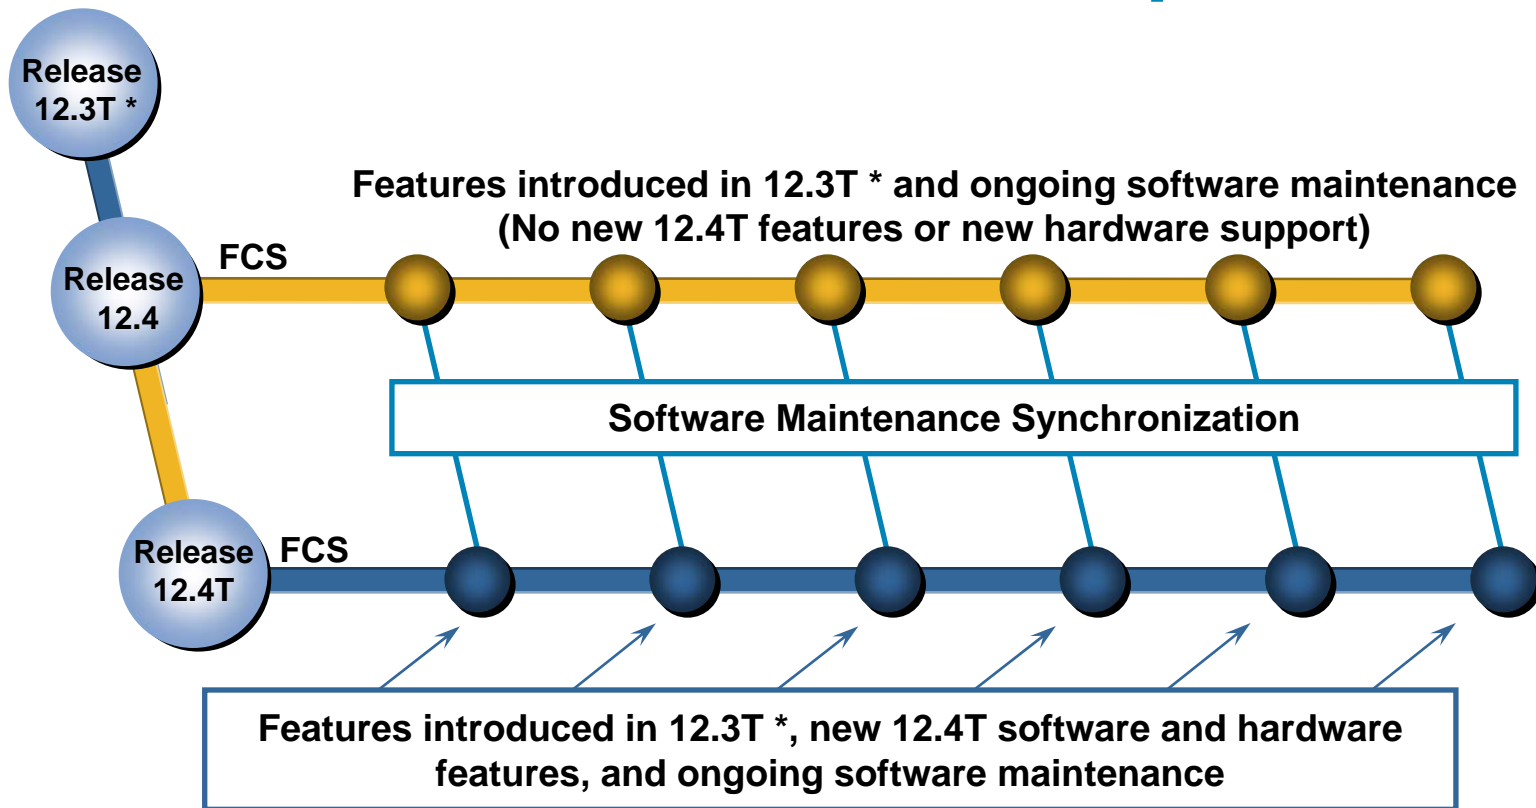 Release
12.3T *
Features introduced in 12.3T * and ongoing software maintenance
(No new 12.4T features or new hardware support)
FCS
Release
12.4
Software Maintenance Synchronization
FCS
Release
12.4T
Features introduced in 12.3T *, new 12.4T software and hardware
features, and ongoing software maintenance